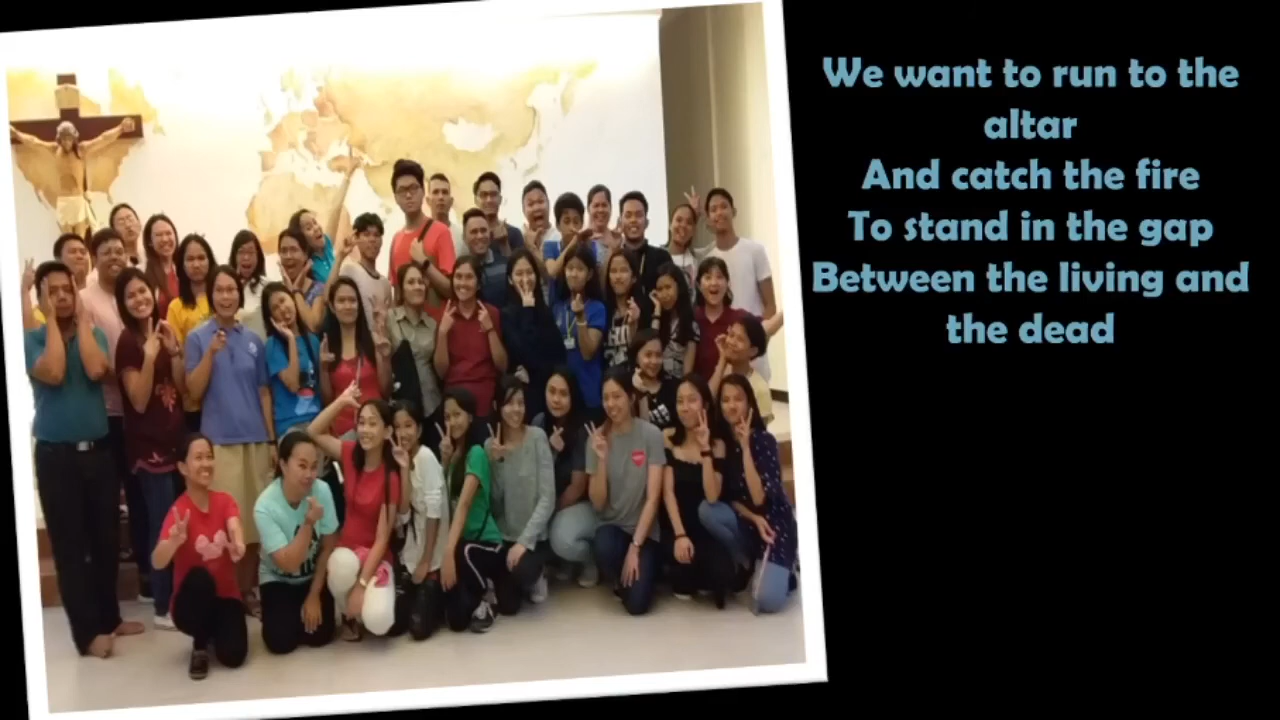 We want to run to the
altar
And catch the fire
To stand in the gap
Between the living and
the dead